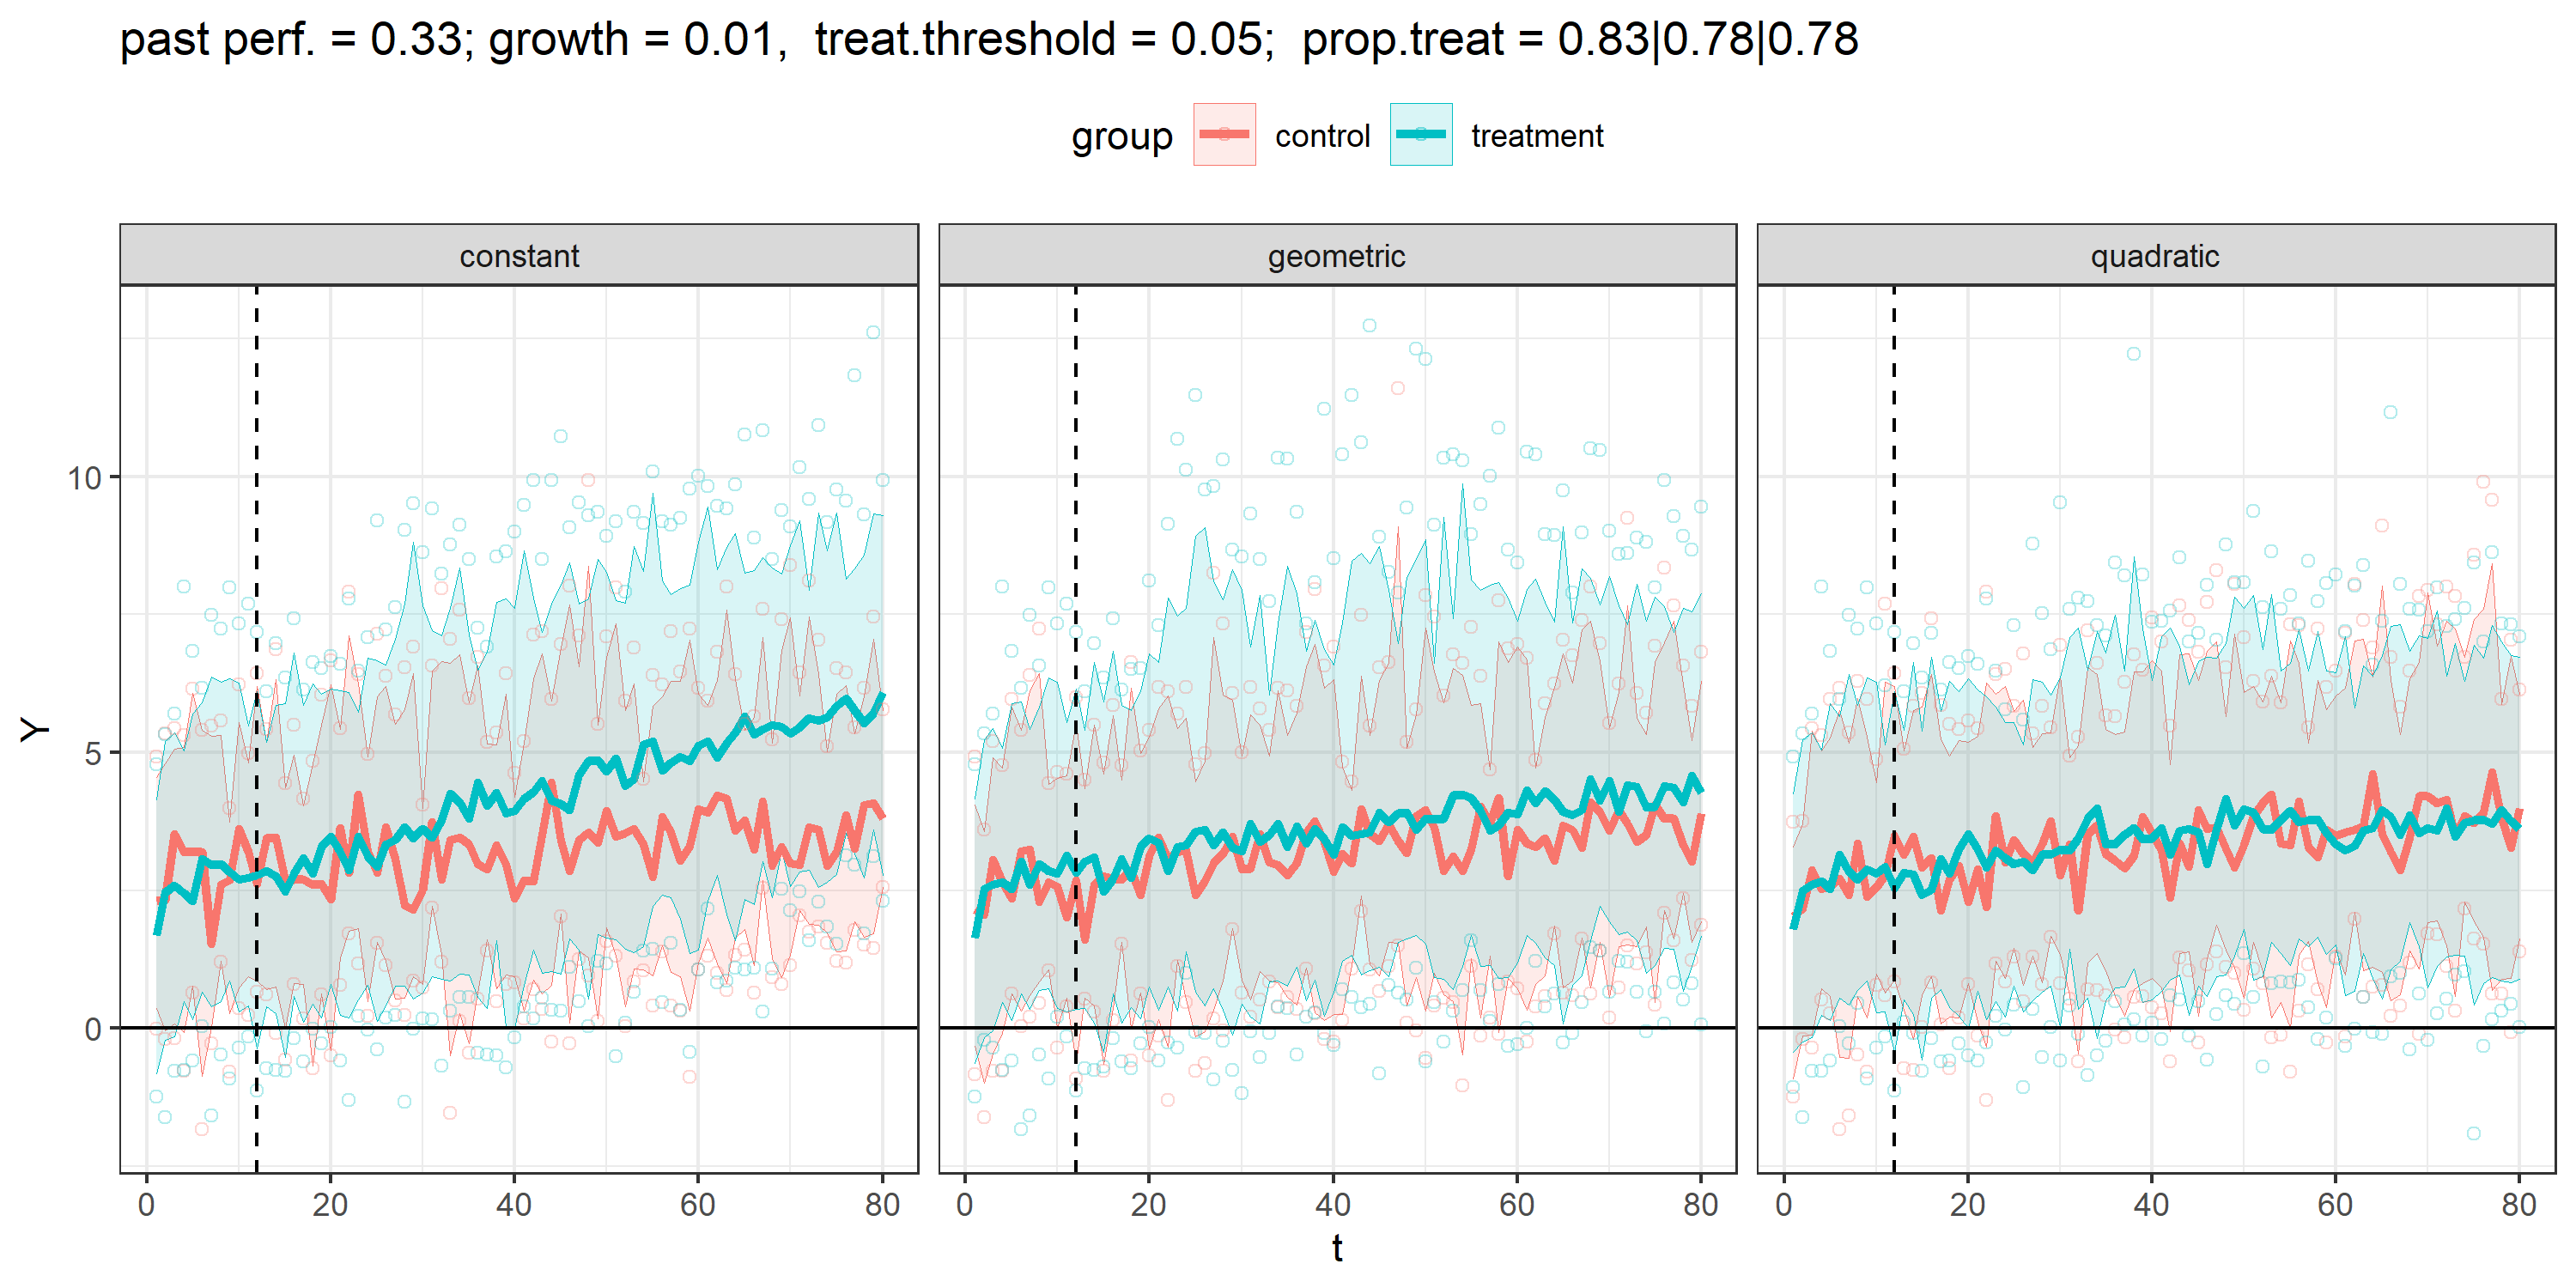 past perf. = 0.33; growth = 0.01,  treat.threshold = 0.05;  prop.treat = 0.83|0.78|0.78
group control treatment
constant geometric quadratic
10
5
0
Y
0 20 40 60 80 0 20 40 60 80 0 20 40 60 80
t